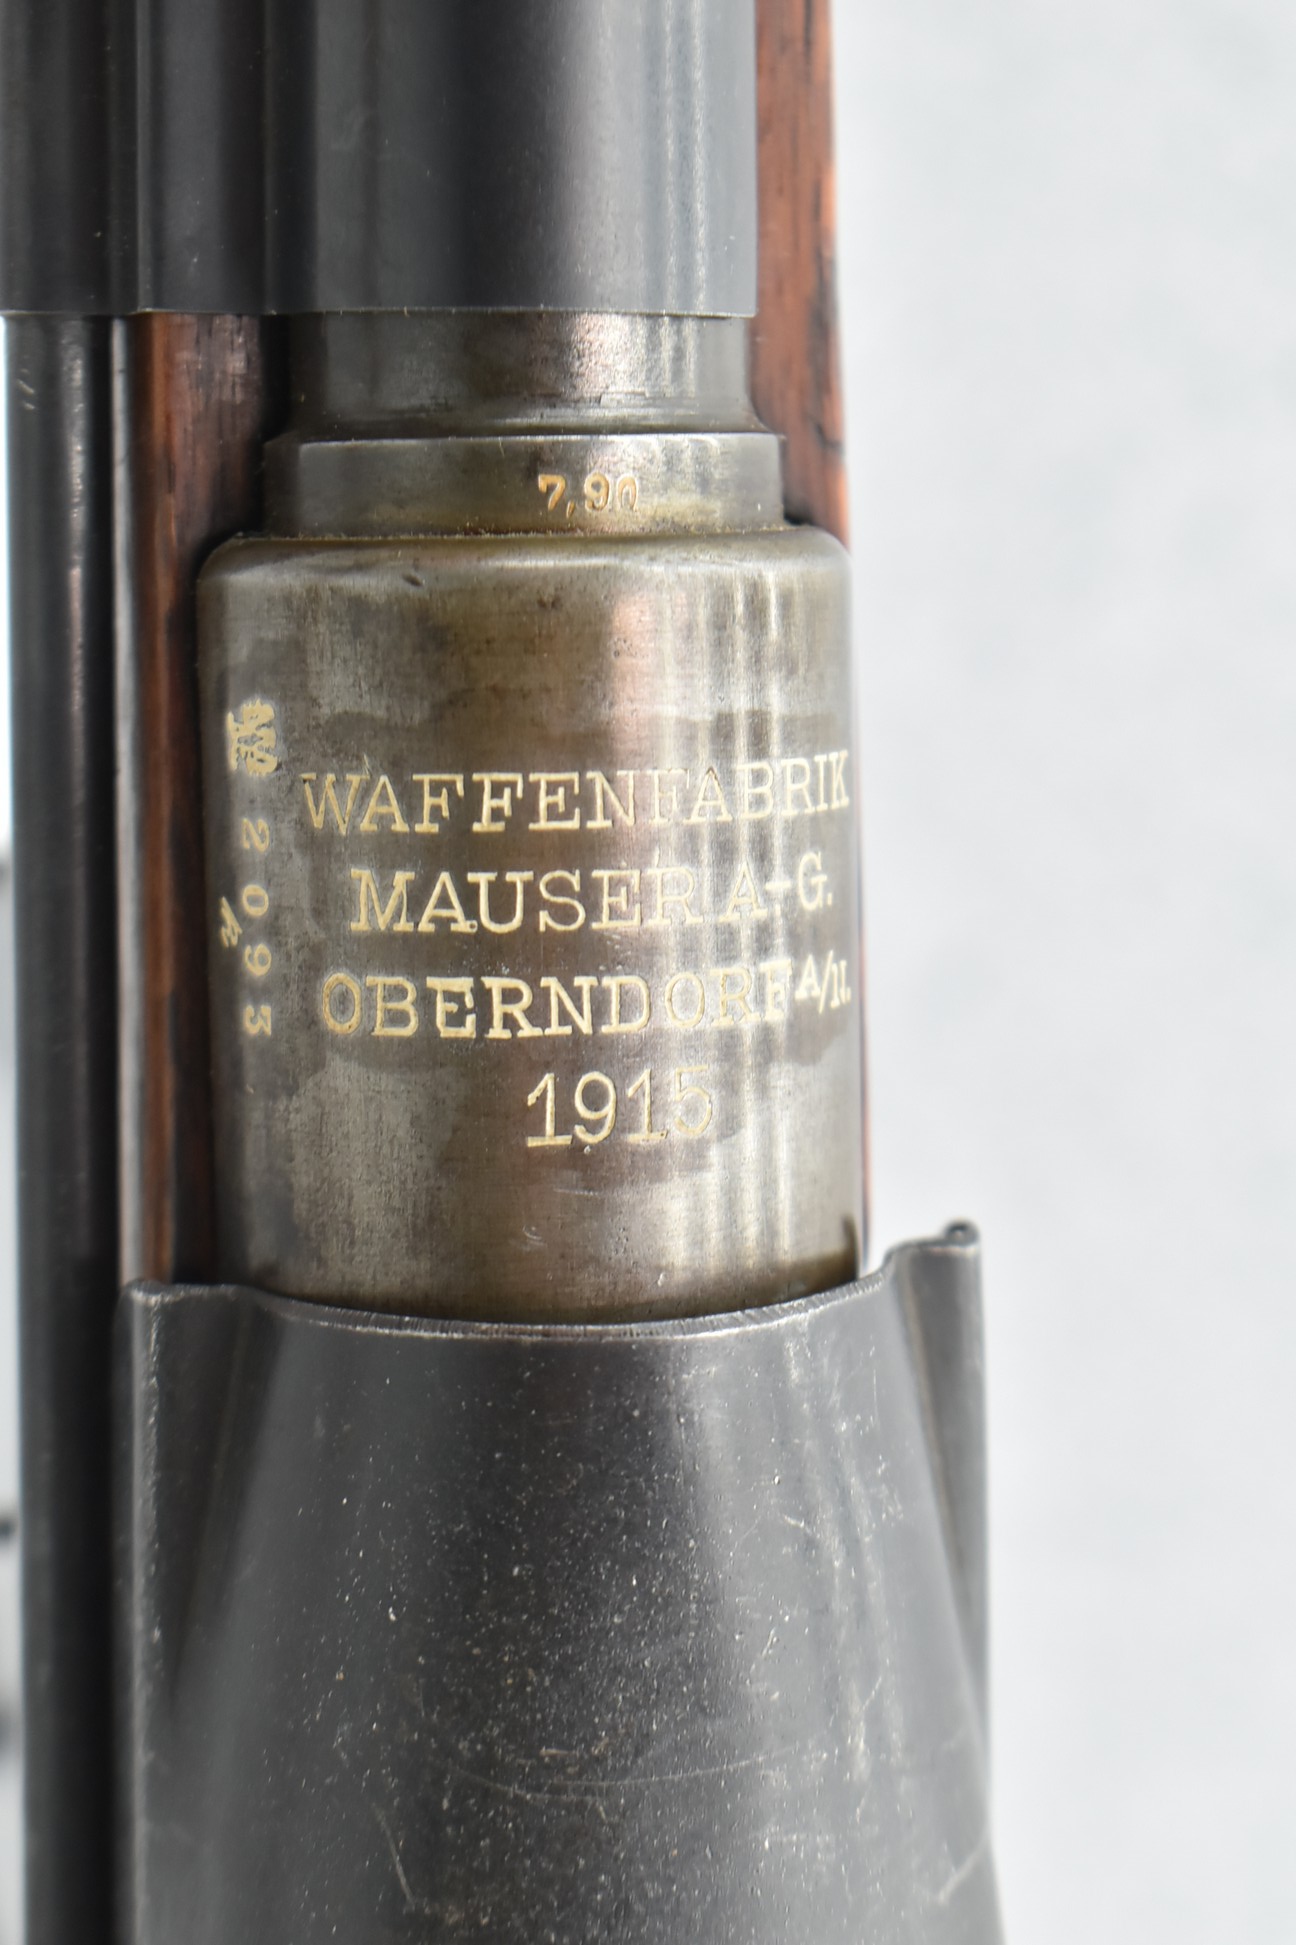 7,90
WAFFENFABRIK
MAUSER A-G.
OBERNDORF A/N.
1915
2093